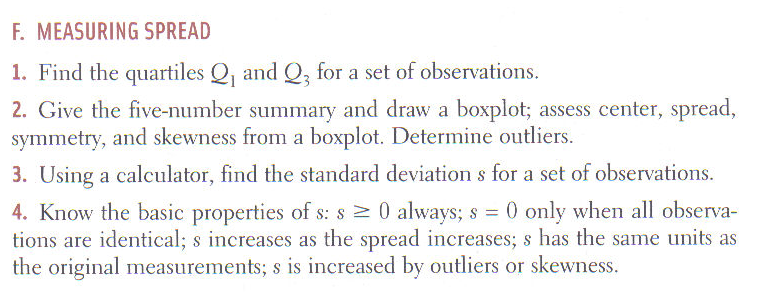 F. MEASURING SPREAD
1. Find the quartiles Q₁ and Q₃ for a set of observations.
2. Give the five-number summary and draw a boxplot; assess center, spread,
symmetry, and skewness from a boxplot. Determine outliers.
3. Using a calculator, find the standard deviation s for a set of observations.
4. Know the basic properties of s: s ≥ 0 always; s = 0 only when all observa-
tions are identical; s increases as the spread increases; s has the same units as
the original measurements; s is increased by outliers or skewness.